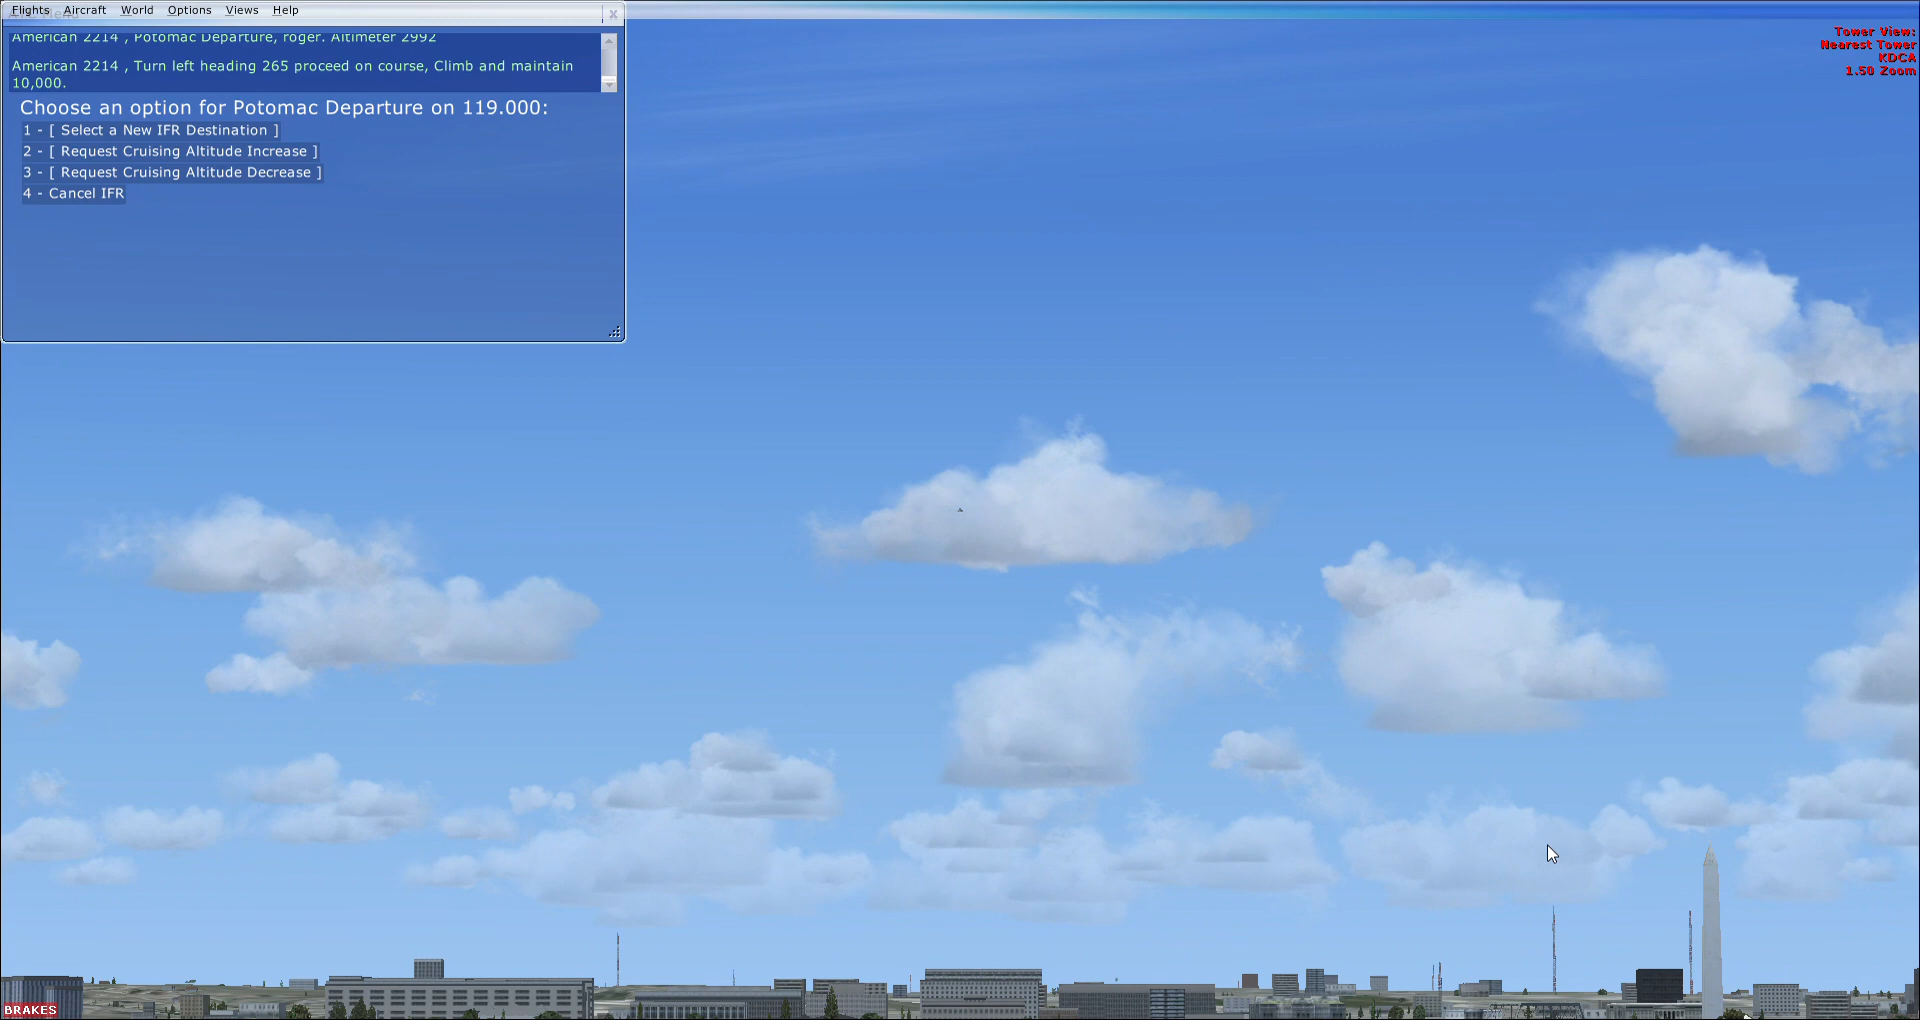 Flights Aircraft World Options Views Help
American 2214 , Potomac Departure, roger. Altimeter 2992
American 2214 , Turn left heading 265 proceed on course, Climb and maintain
10,000.
Choose an option for Potomac Departure on 119.000:
1 - [ Select a New IFR Destination ]
2 - [ Request Cruising Altitude Increase ]
3 - [ Request Cruising Altitude Decrease ]
4 - Cancel IFR
Tower View:
Nearest Tower
KDCA
1.50 Zoom
BRAKES